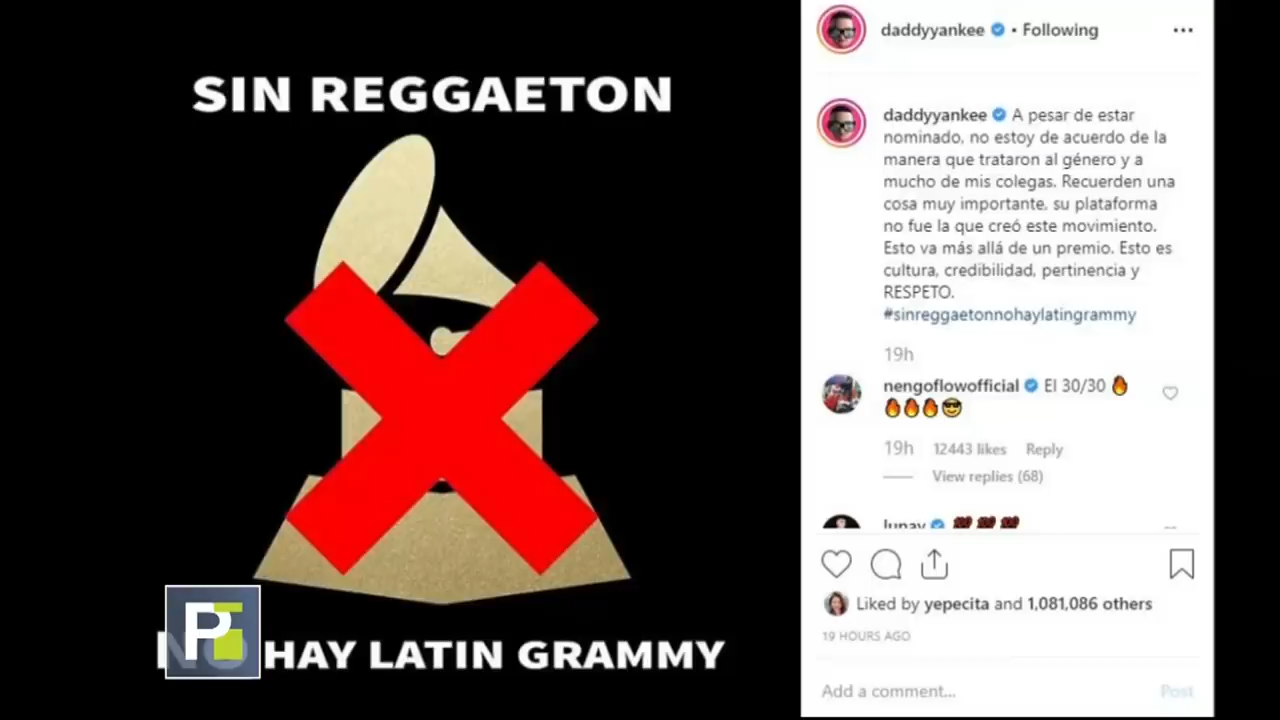 SIN REGGAETON
NO HAY LATIN GRAMMY
P
daddyyankee • Following
daddyyankee A pesar de estar
nominado, no estoy de acuerdo de la
manera que trataron al género y a
mucho de mis colegas. Recuerden una
cosa muy importante, su plataforma
no fue la que creó este movimiento.
Esto va más allá de un premio. Esto es
cultura, credibilidad, pertinencia y
RESPETO.
#sinreggaetonnohaylatingrammy
19h
nengoflowofficial El 30/30 🔥
🔥🔥🔥😎
19h 12443 likes Reply
View replies (68)
lunay 💯 💯 💯
Liked by yepecita and 1,081,086 others
19 HOURS AGO
Add a comment... Post